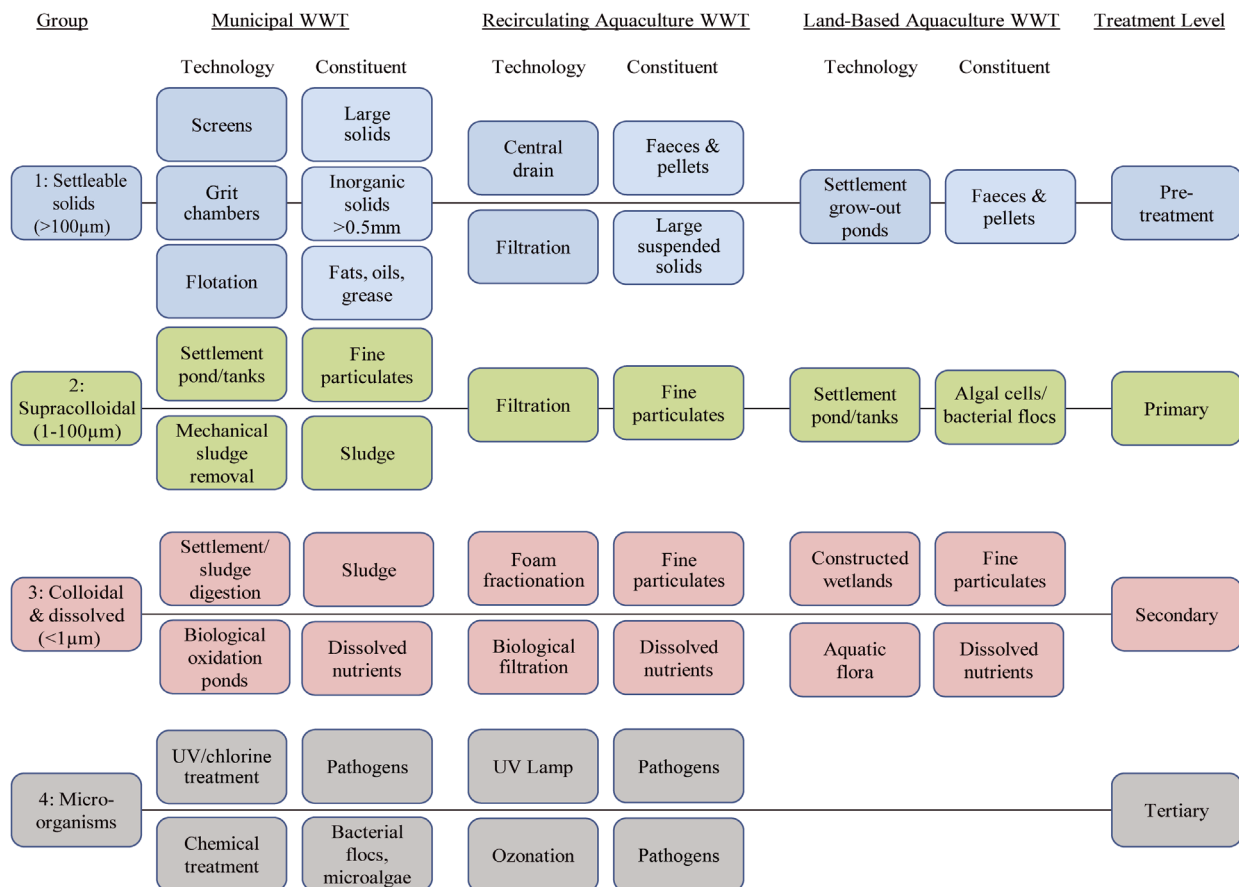 Group
Municipal WWT
Recirculating Aquaculture WWT
Land-Based Aquaculture WWT
Treatment Level
Technology
Constituent
Technology
Constituent
Technology
Constituent
1: Settleable
solids
(>100µm)
Screens
Large
solids
Grit
chambers
Inorganic
solids
>0.5mm
Flotation
Fats, oils,
grease
Central
drain
Faeces &
pellets
Filtration
Large
suspended
solids
Settlement
grow-out
ponds
Faeces &
pellets
Pre-
treatment
2:
Supracolloidal
(1-100µm)
Settlement
pond/tanks
Fine
particulates
Mechanical
sludge
removal
Sludge
Filtration
Fine
particulates
Settlement
pond/tanks
Algal cells/
bacterial flocs
Primary
3: Colloidal
& dissolved
(<1µm)
Settlement/
sludge
digestion
Sludge
Biological
oxidation
ponds
Dissolved
nutrients
Foam
fractionation
Fine
particulates
Biological
filtration
Dissolved
nutrients
Constructed
wetlands
Fine
particulates
Aquatic
flora
Dissolved
nutrients
Secondary
4: Micro-
organisms
UV/chlorine
treatment
Pathogens
Chemical
treatment
Bacterial
flocs,
microalgae
UV Lamp
Pathogens
Ozonation
Pathogens
Tertiary